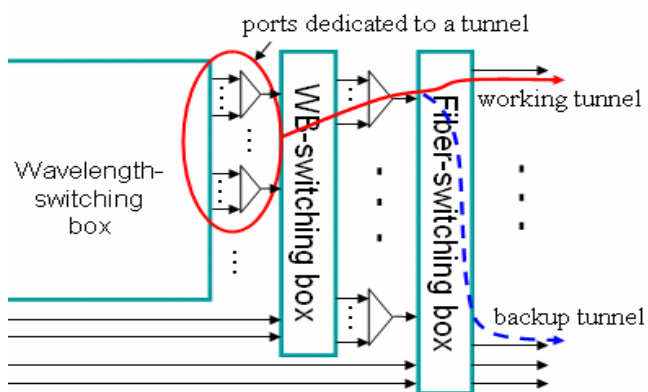 ports dedicated to a tunnel
working tunnel
Wavelength-
switching
box
WB-switching box
Fiber-switching box
backup tunnel